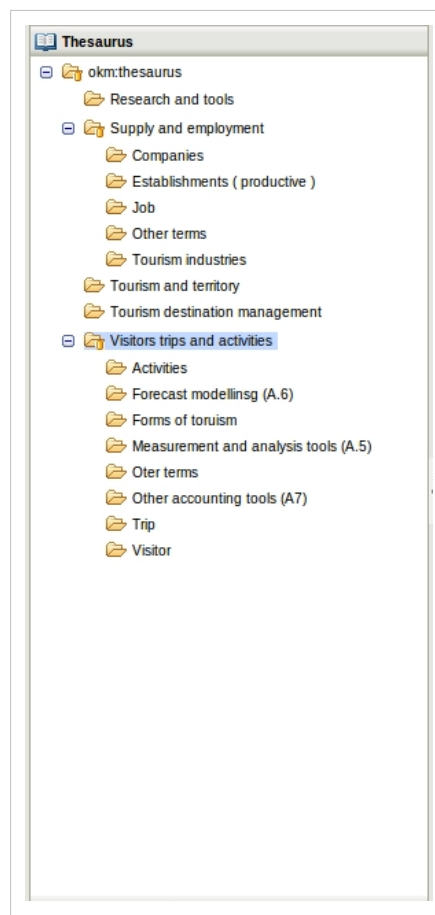 Thesaurus
okm:thesaurus
Research and tools
Supply and employment
Companies
Establishments ( productive )
Job
Other terms
Tourism industries
Tourism and territory
Tourism destination management
Visitors trips and activities
Activities
Forecast modellinsg (A.6)
Forms of toruism
Measurement and analysis tools (A.5)
Oter terms
Other accounting tools (A7)
Trip
Visitor